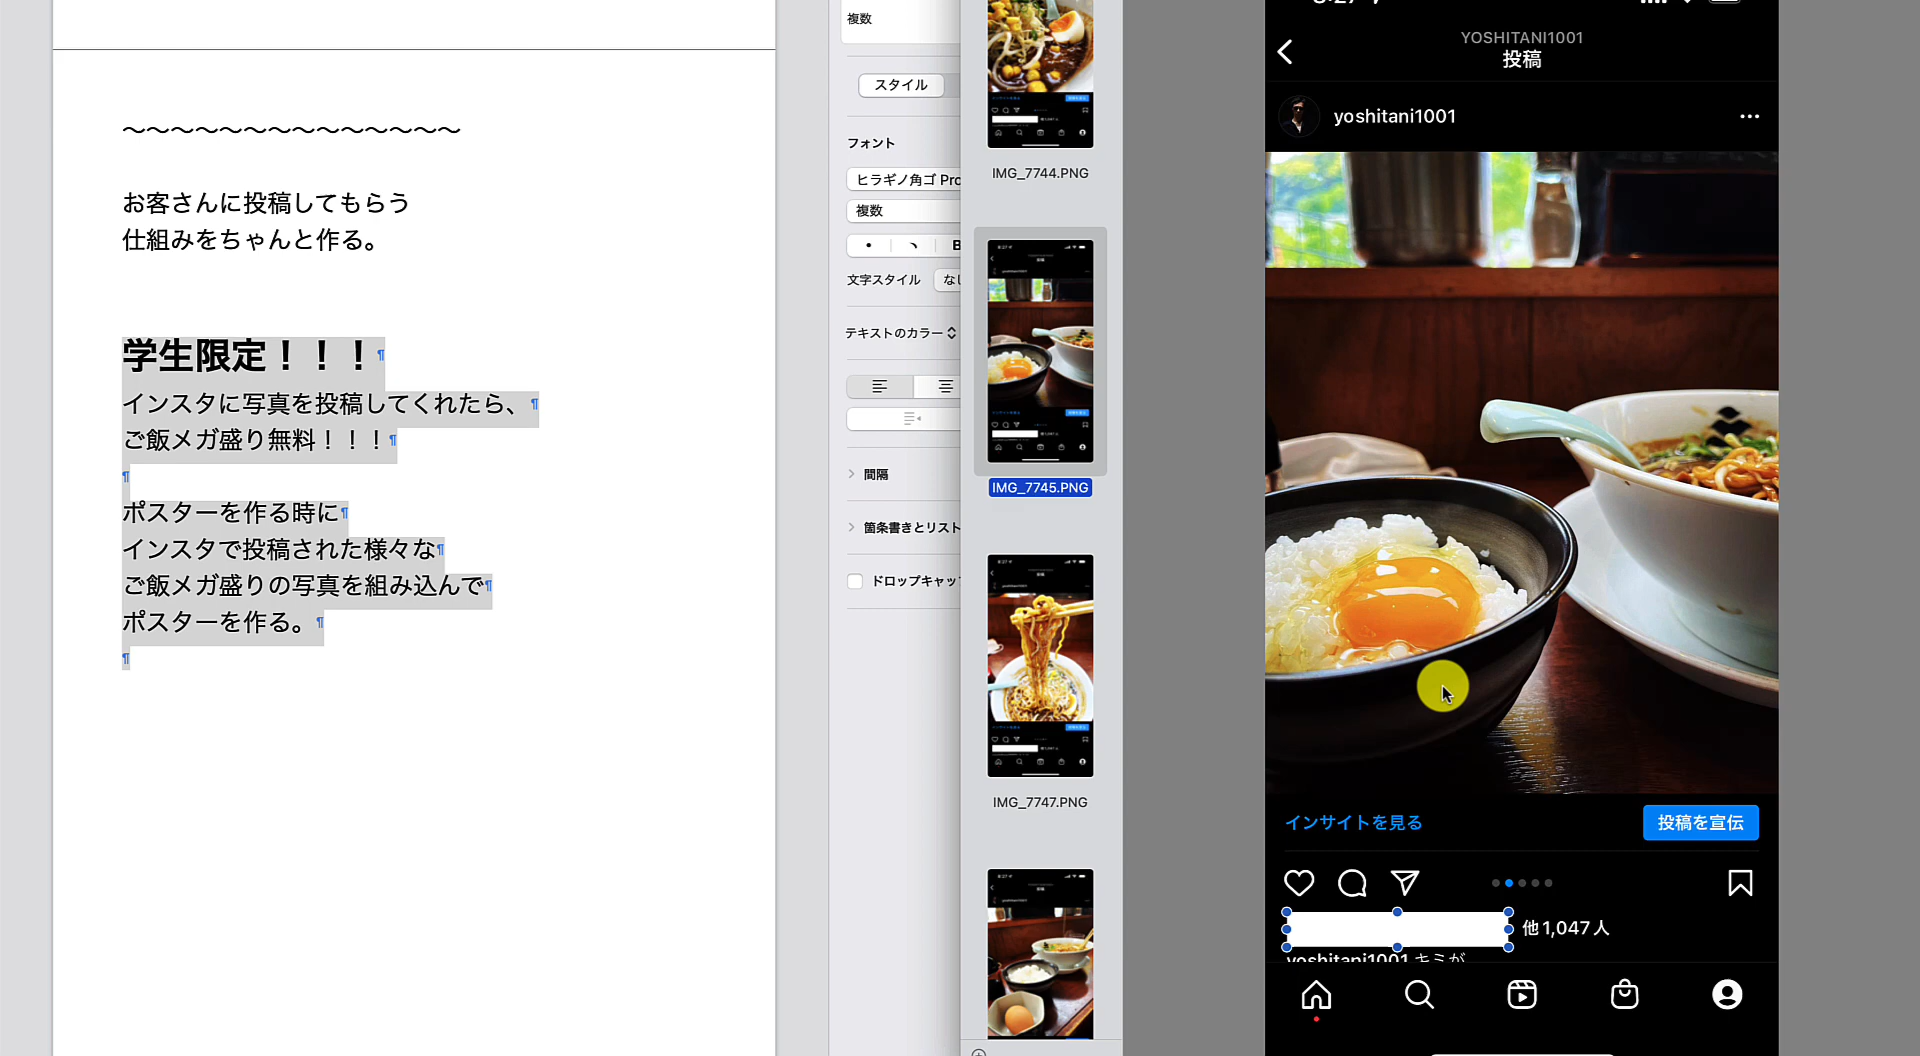 〜〜〜〜〜〜〜〜〜〜〜〜〜〜
お客さんに投稿してもらう
仕組みをちゃんと作る。
学生限定！！！
インスタに写真を投稿してくれたら、
ご飯メガ盛り無料！！！
ポスターを作る時に
インスタで投稿された様々な
ご飯メガ盛りの写真を組み込んで
ポスターを作る。
複数
スタイル
フォント
ヒラギノ角ゴ Pro
複数
B
文字スタイル
テキストのカラー
間隔
箇条書きとリスト
IMG_7744.PNG
IMG_7745.PNG
IMG_7747.PNG
YOSHITANI1001
投稿
yoshitani1001
インサイトを見る
投稿を宣伝
他1,047人
yoshitani1001 キミが